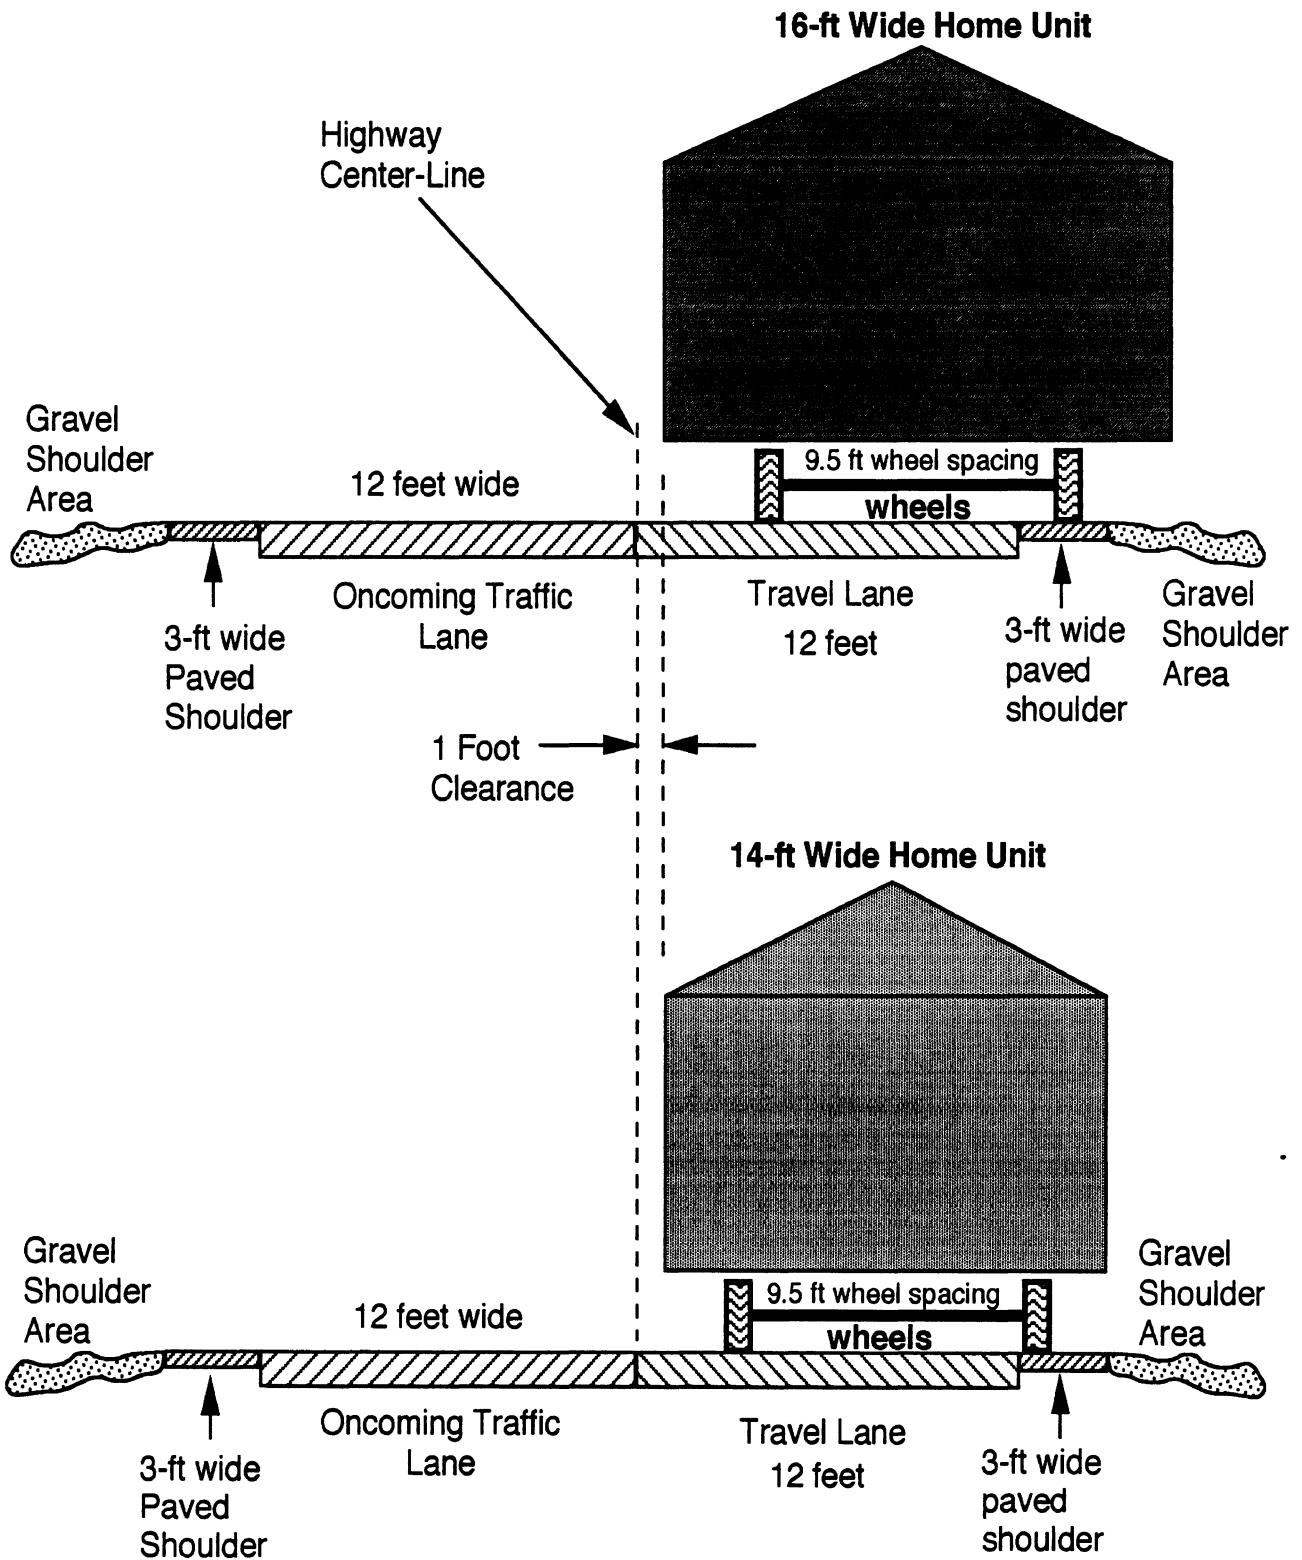 16-ft Wide Home Unit
Highway
Center-Line
Gravel
Shoulder
Area
12 feet wide
9.5 ft wheel spacing
wheels
Oncoming Traffic
Lane
Travel Lane
12 feet
3-ft wide
Paved
Shoulder
3-ft wide
paved
shoulder
Gravel
Shoulder
Area
1 Foot
Clearance
14-ft Wide Home Unit
Gravel
Shoulder
Area
12 feet wide
9.5 ft wheel spacing
wheels
Gravel
Shoulder
Area
Oncoming Traffic
Lane
Travel Lane
12 feet
3-ft wide
Paved
Shoulder
3-ft wide
paved
shoulder